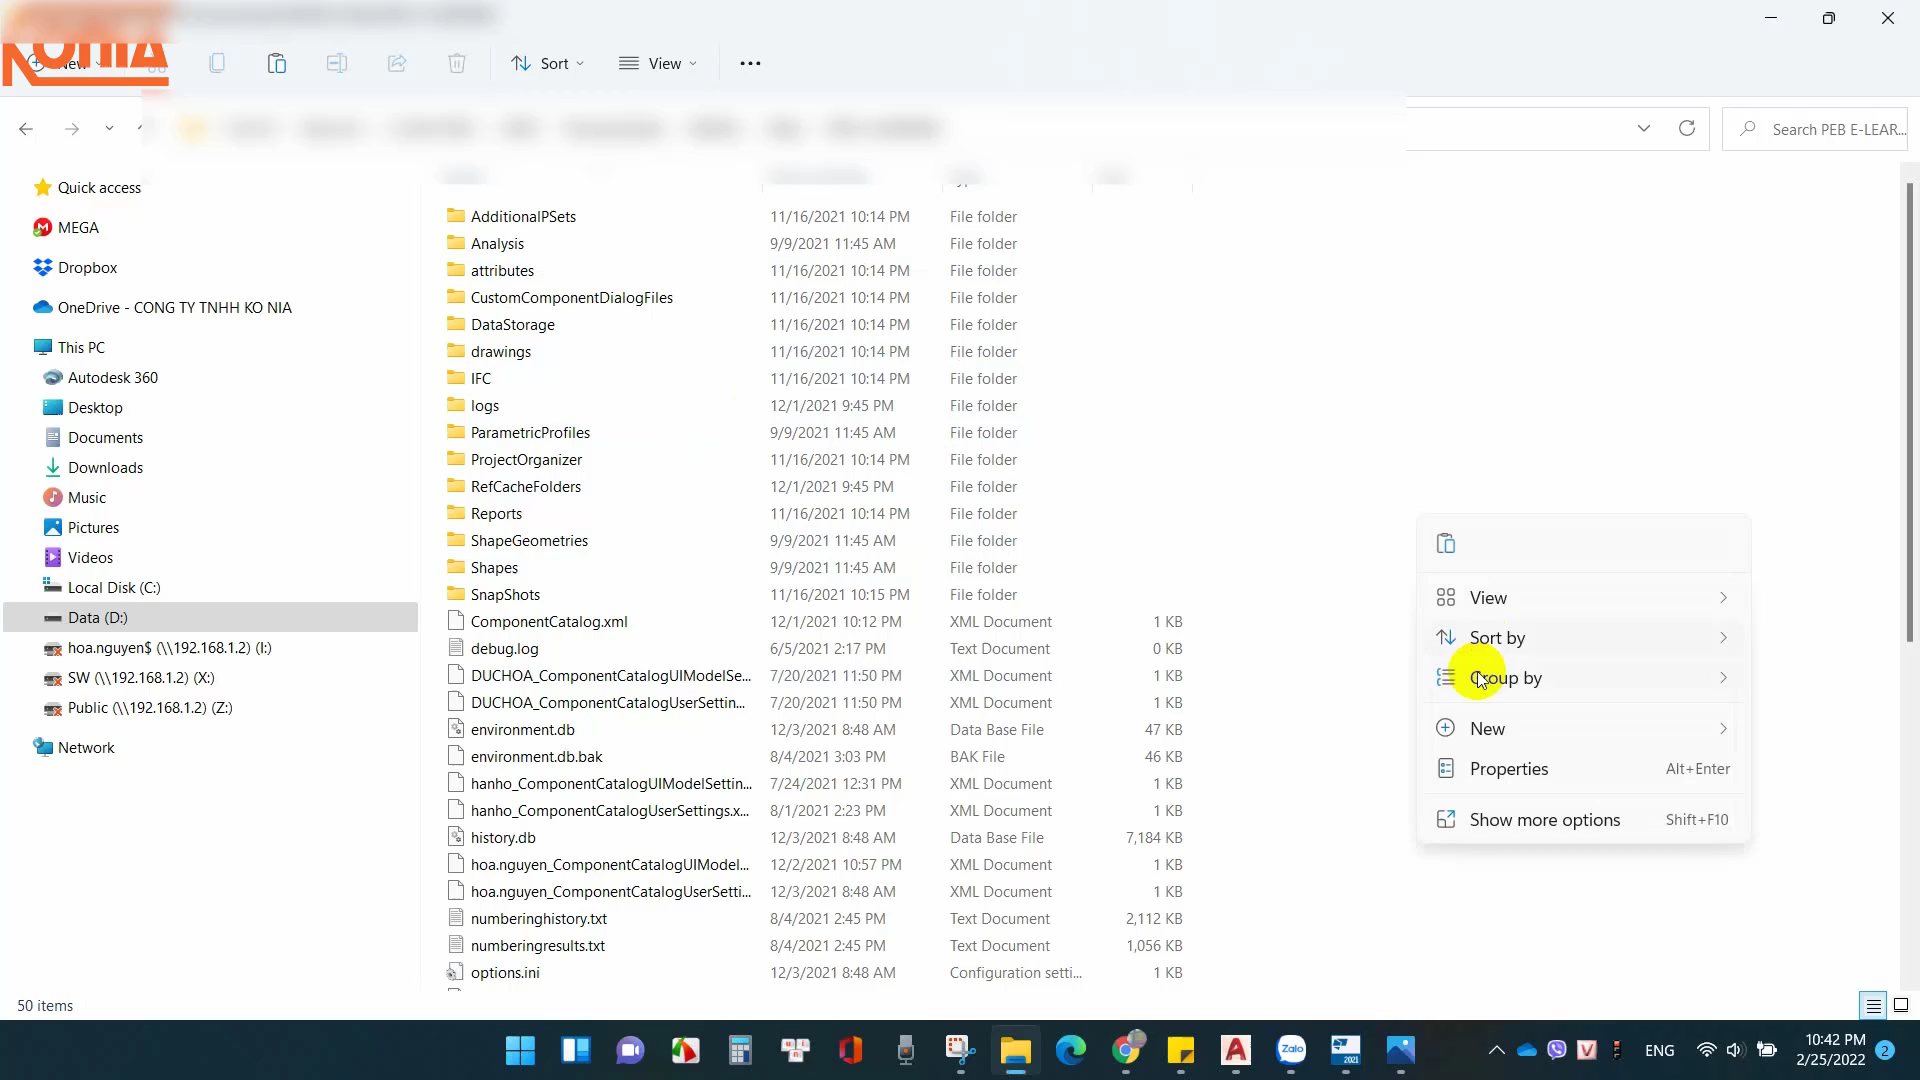 KONIA
New
Sort
View
Search PEB E-LEAR...
Quick access
MEGA
Dropbox
OneDrive - CONG TY TNHH KO NIA
This PC
Autodesk 360
Desktop
Documents
Downloads
Music
Pictures
Videos
Local Disk (C:)
Data (D:)
hoa.nguyen$ (\\192.168.1.2) (I:)
SW (\\192.168.1.2) (X:)
Public (\\192.168.1.2) (Z:)
Network
AdditionalPSets 11/16/2021 10:14 PM File folder
Analysis 9/9/2021 11:45 AM File folder
attributes 11/16/2021 10:14 PM File folder
CustomComponentDialogFiles 11/16/2021 10:14 PM File folder
DataStorage 11/16/2021 10:14 PM File folder
drawings 11/16/2021 10:14 PM File folder
IFC 11/16/2021 10:14 PM File folder
logs 12/1/2021 9:45 PM File folder
ParametricProfiles 9/9/2021 11:45 AM File folder
ProjectOrganizer 11/16/2021 10:14 PM File folder
RefCacheFolders 12/1/2021 9:45 PM File folder
Reports 11/16/2021 10:14 PM File folder
ShapeGeometries 9/9/2021 11:45 AM File folder
Shapes 9/9/2021 11:45 AM File folder
SnapShots 11/16/2021 10:15 PM File folder
ComponentCatalog.xml 12/1/2021 10:12 PM XML Document 1 KB
debug.log 6/5/2021 2:17 PM Text Document 0 KB
DUCHOA_ComponentCatalogUIModelSe... 7/20/2021 11:50 PM XML Document 1 KB
DUCHOA_ComponentCatalogUserSettin... 7/20/2021 11:50 PM XML Document 1 KB
environment.db 12/3/2021 8:48 AM Data Base File 47 KB
environment.db.bak 8/4/2021 3:03 PM BAK File 46 KB
hanho_ComponentCatalogUIModelSettin... 7/24/2021 12:31 PM XML Document 1 KB
hanho_ComponentCatalogUserSettings.x... 8/1/2021 2:23 PM XML Document 1 KB
history.db 12/3/2021 8:48 AM Data Base File 7,184 KB
hoa.nguyen_ComponentCatalogUIModel... 12/2/2021 10:57 PM XML Document 1 KB
hoa.nguyen_ComponentCatalogUserSetti... 12/3/2021 8:48 AM XML Document 1 KB
numberinghistory.txt 8/4/2021 2:45 PM Text Document 2,112 KB
numberingresults.txt 8/4/2021 2:45 PM Text Document 1,056 KB
options.ini 12/3/2021 8:48 AM Configuration setti... 1 KB
View
Sort by
Group by
New
Properties Alt+Enter
Show more options Shift+F10
50 items
Zalo
2021
ENG
10:42 PM
2/25/2022
2